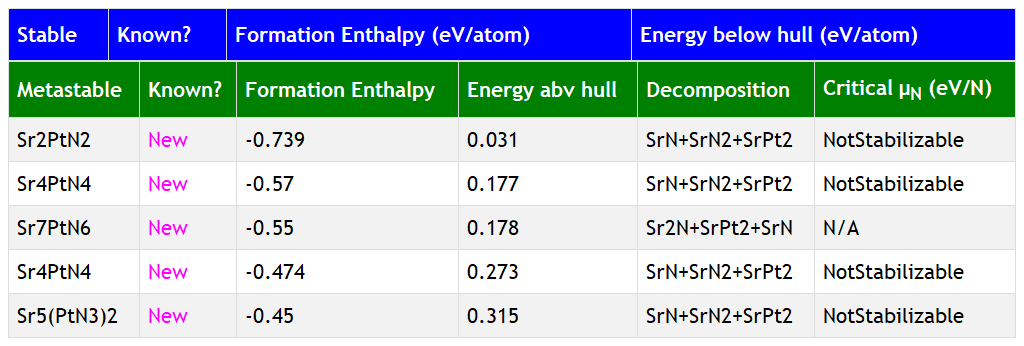 Stable Known? Formation Enthalpy (eV/atom) Energy below hull (eV/atom)
Metastable Known? Formation Enthalpy Energy abv hull Decomposition Critical μN (eV/N)
Sr2PtN2 New -0.739 0.031 SrN+SrN2+SrPt2 NotStabilizable
Sr4PtN4 New -0.57 0.177 SrN+SrN2+SrPt2 NotStabilizable
Sr7PtN6 New -0.55 0.178 Sr2N+SrPt2+SrN N/A
Sr4PtN4 New -0.474 0.273 SrN+SrN2+SrPt2 NotStabilizable
Sr5(PtN3)2 New -0.45 0.315 SrN+SrN2+SrPt2 NotStabilizable